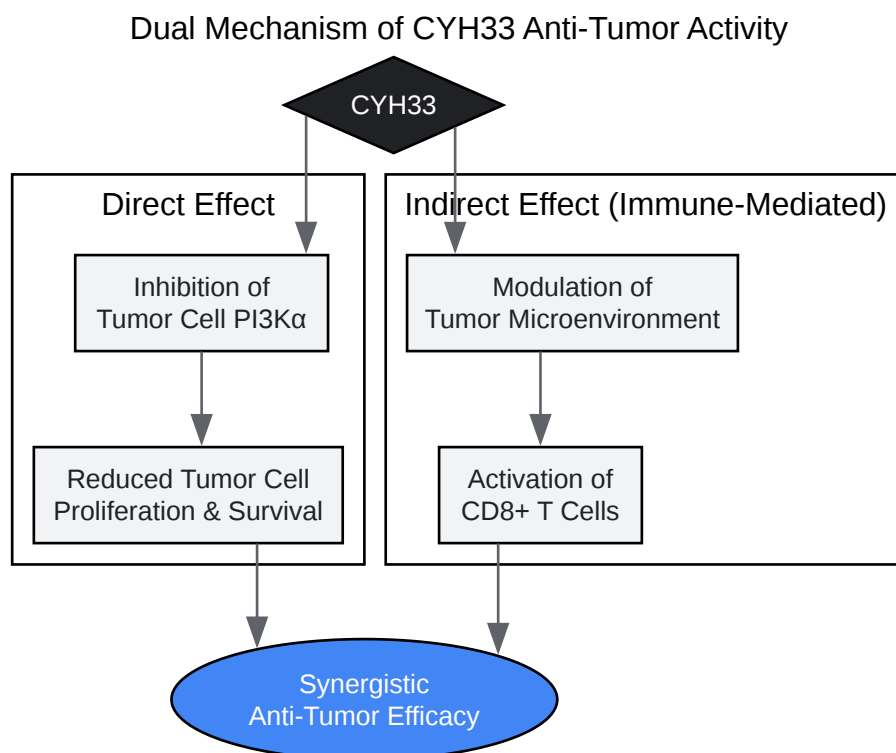 Dual Mechanism of CYH33 Anti-Tumor Activity
CYH33
Direct Effect
Inhibition of
Tumor Cell PI3Kα
Reduced Tumor Cell
Proliferation & Survival
Indirect Effect (Immune-Mediated)
Modulation of
Tumor Microenvironment
Activation of
CD8+ T Cells
Synergistic
Anti-Tumor Efficacy